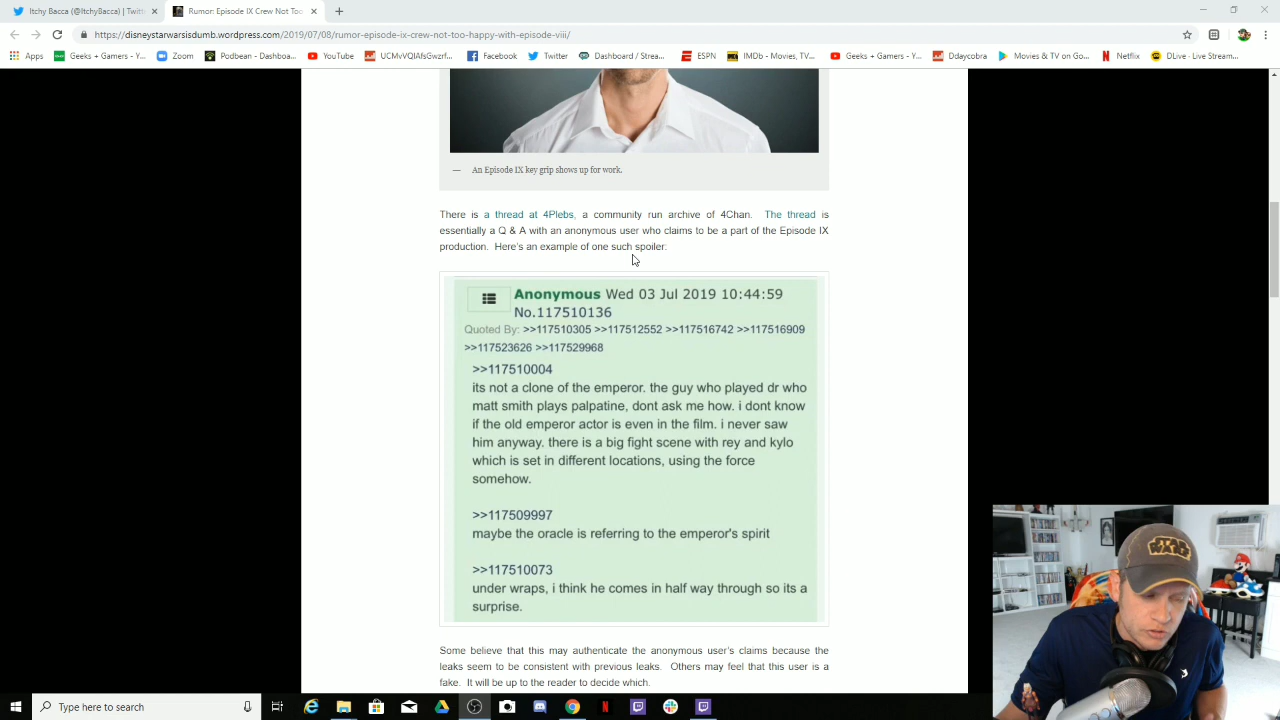 Itchy Bacca (@ItchyBacca) | Twitt
Rumor: Episode IX Crew Not Too
https://disneystarwarsisdumb.wordpress.com/2019/07/08/rumor-episode-ix-crew-not-too-happy-with-episode-viii/
Apps Geeks + Gamers - Y... Zoom Podbean - Dashboa... YouTube UCMvVQIAfsGwzrf... Facebook Twitter Dashboard / Strea... ESPN IMDb - Movies, TV... Geeks + Gamers - Y... Ddaycobra Movies & TV on Go... Netflix DLive · Live Stream...
— An Episode IX key grip shows up for work.
There is a thread at 4Plebs, a community run archive of 4Chan. The thread is
essentially a Q & A with an anonymous user who claims to be a part of the Episode IX
production. Here's an example of one such spoiler:
Anonymous Wed 03 Jul 2019 10:44:59
No.117510136
Quoted By: >>117510305 >>117512552 >>117516742 >>117516909
>>117523626 >>117529968
>>117510004
its not a clone of the emperor. the guy who played dr who
matt smith plays palpatine, dont ask me how. i dont know
if the old emperor actor is even in the film. i never saw
him anyway. there is a big fight scene with rey and kylo
which is set in different locations, using the force
somehow.
>>117509997
maybe the oracle is referring to the emperor's spirit
>>117510073
under wraps, i think he comes in half way through so its a
surprise.
Some believe that this may authenticate the anonymous user's claims because the
leaks seem to be consistent with previous leaks. Others may feel that this user is a
fake. It will be up to the reader to decide which.
STAR WARS
Type here to search